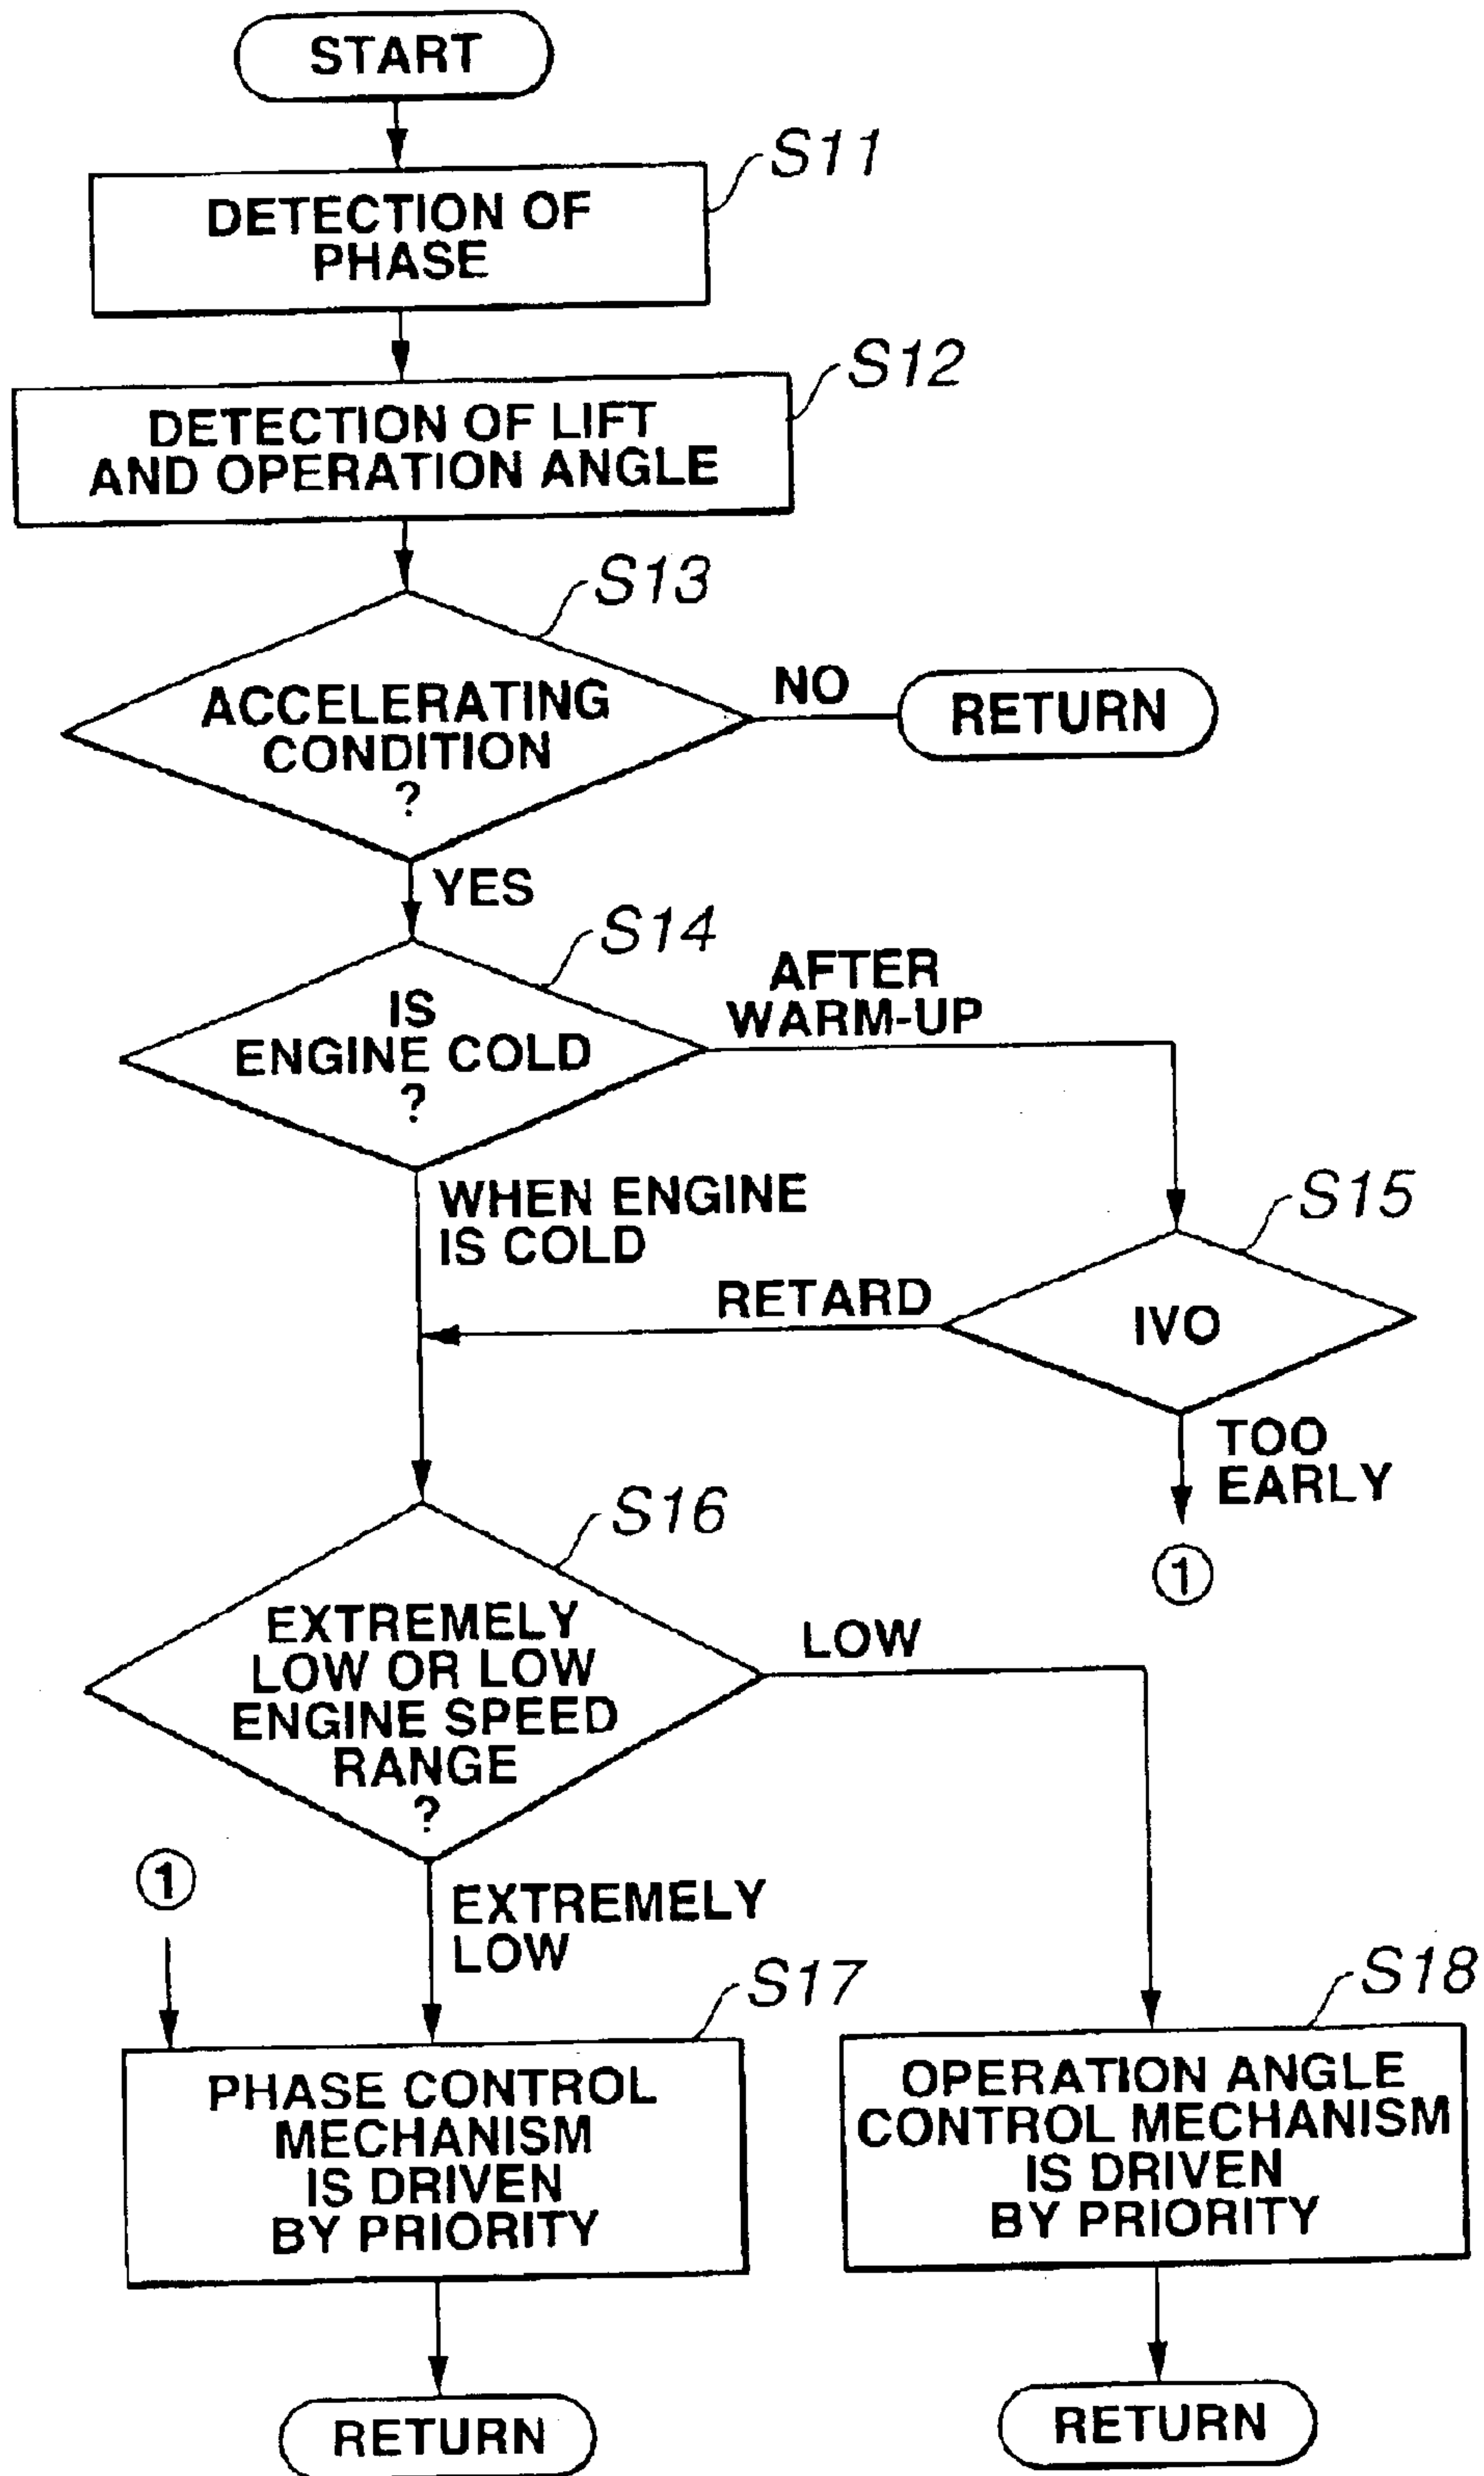 START
S11
DETECTION OF
PHASE
S12
DETECTION OF LIFT
AND OPERATION ANGLE
S13
ACCELERATING
CONDITION
?
NO
RETURN
YES
S14
IS
ENGINE COLD
?
AFTER
WARM-UP
WHEN ENGINE
IS COLD
S15
RETARD
IVO
TOO
EARLY
1
S16
EXTREMELY
LOW OR LOW
ENGINE SPEED
RANGE
?
LOW
1
EXTREMELY
LOW
S17
PHASE CONTROL
MECHANISM
IS DRIVEN
BY PRIORITY
S18
OPERATION ANGLE
CONTROL MECHANISM
IS DRIVEN
BY PRIORITY
RETURN
RETURN